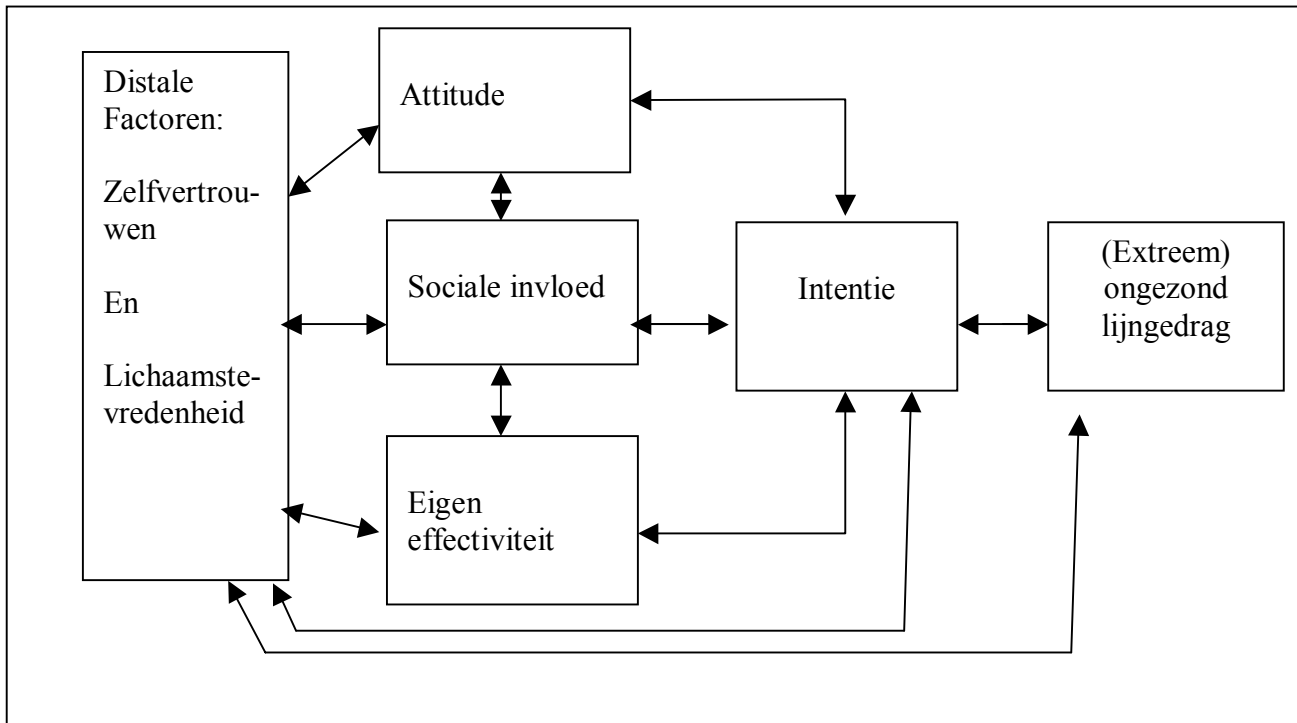 Distale
Factoren:
Zelfvertrou-
wen
En
Lichaamste-
vredenheid
Attitude
Sociale invloed
Eigen
effectiviteit
Intentie
(Extreem)
ongezond
lijngedrag